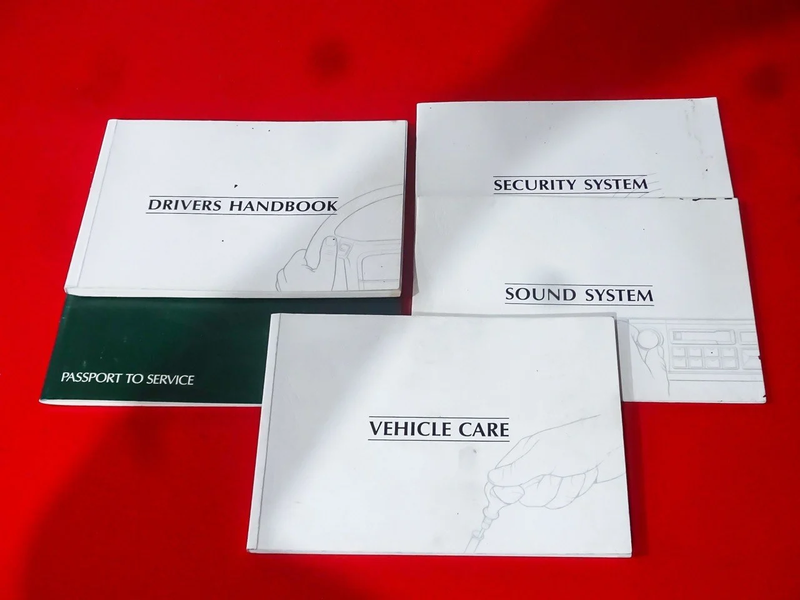 DRIVERS HANDBOOK
SECURITY SYSTEM
SOUND SYSTEM
PASSPORT TO SERVICE
VEHICLE CARE